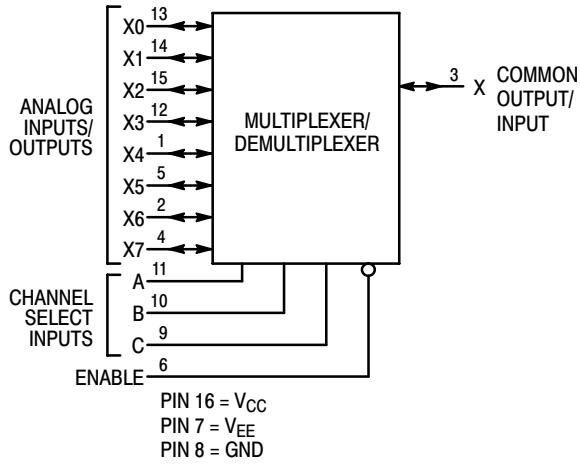 X0 13
X1 14
X2 15
X3 12
X4 1
X5 5
X6 2
X7 4
ANALOG
INPUTS/
OUTPUTS
MULTIPLEXER/
DEMULTIPLEXER
3 X
COMMON
OUTPUT/
INPUT
A 11
B 10
C 9
CHANNEL
SELECT
INPUTS
ENABLE 6
PIN 16 = VCC
PIN 7 = VEE
PIN 8 = GND